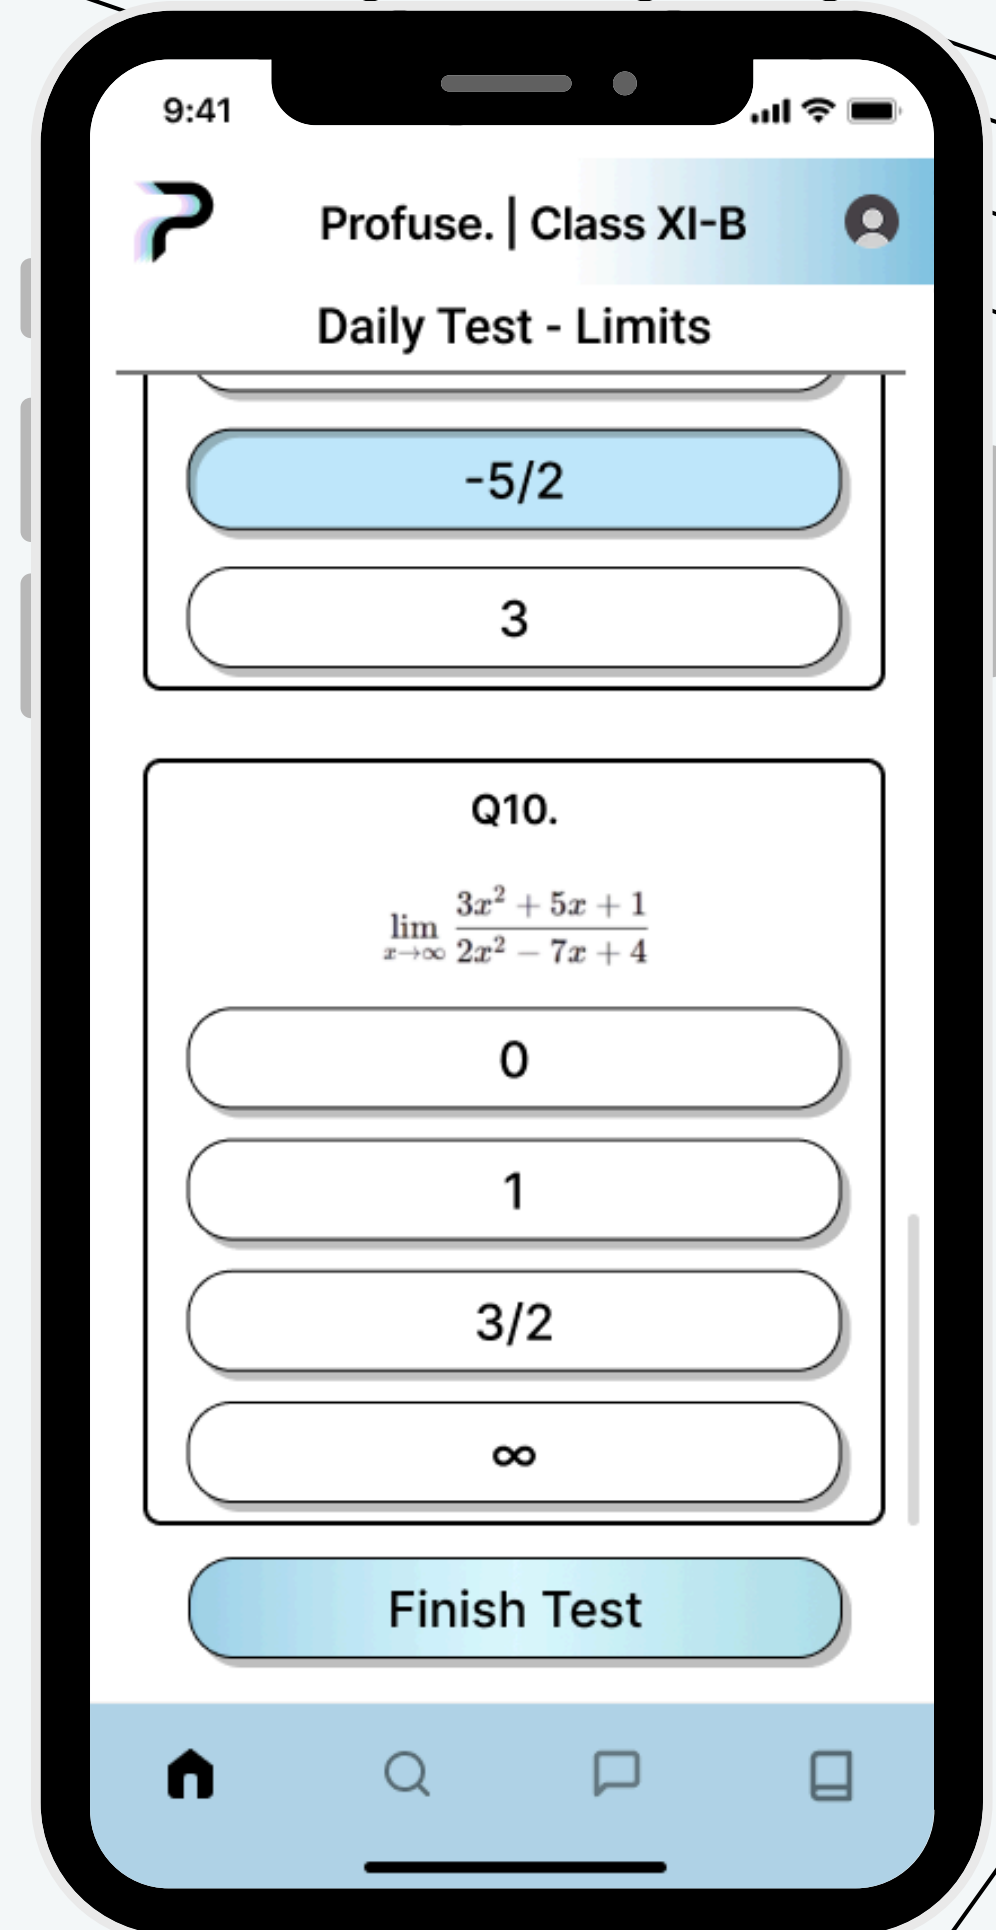 9:41
Profuse. | Class XI-B
Daily Test - Limits
-5/2
3
Q10.
lim x→∞ (3x² + 5x + 1)/(2x² − 7x + 4)
0
1
3/2
∞
Finish Test